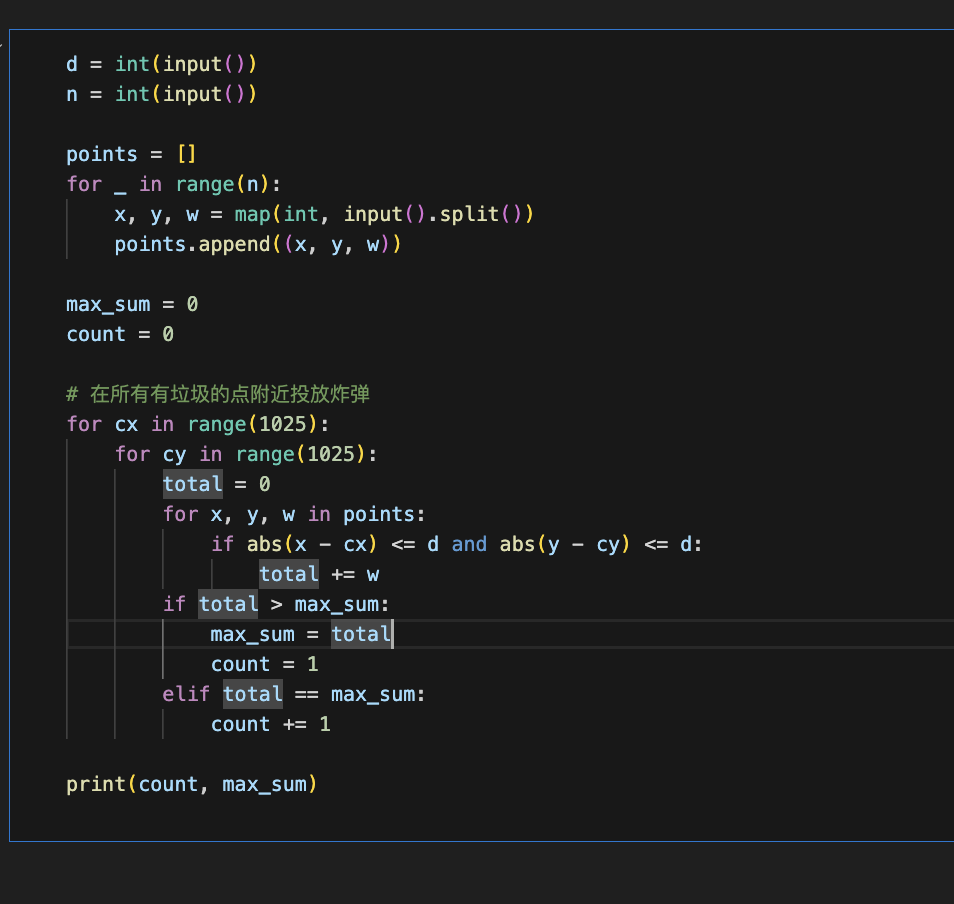 d = int(input())
n = int(input())
points = []
for _ in range(n):
    x, y, w = map(int, input().split())
    points.append((x, y, w))
max_sum = 0
count = 0
# 在所有有垃圾的点附近投放炸弹
for cx in range(1025):
    for cy in range(1025):
        total = 0
        for x, y, w in points:
            if abs(x - cx) <= d and abs(y - cy) <= d:
                total += w
        if total > max_sum:
            max_sum = total
            count = 1
        elif total == max_sum:
            count += 1
print(count, max_sum)